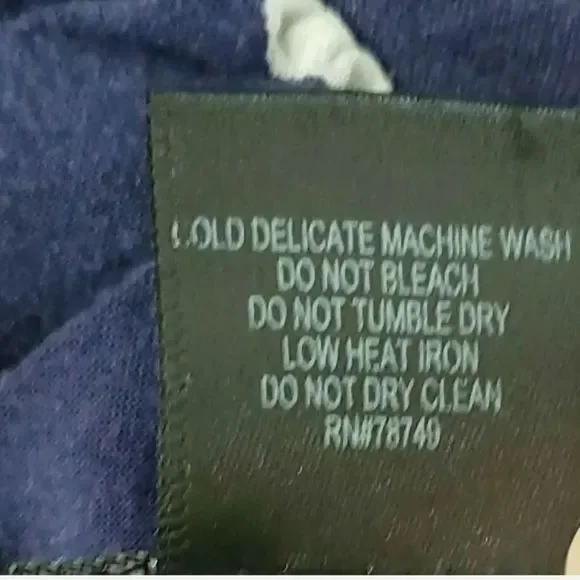 COLD DELICATE MACHINE WASH
DO NOT BLEACH
DO NOT TUMBLE DRY
LOW HEAT IRON
DO NOT DRY CLEAN
RN#78749